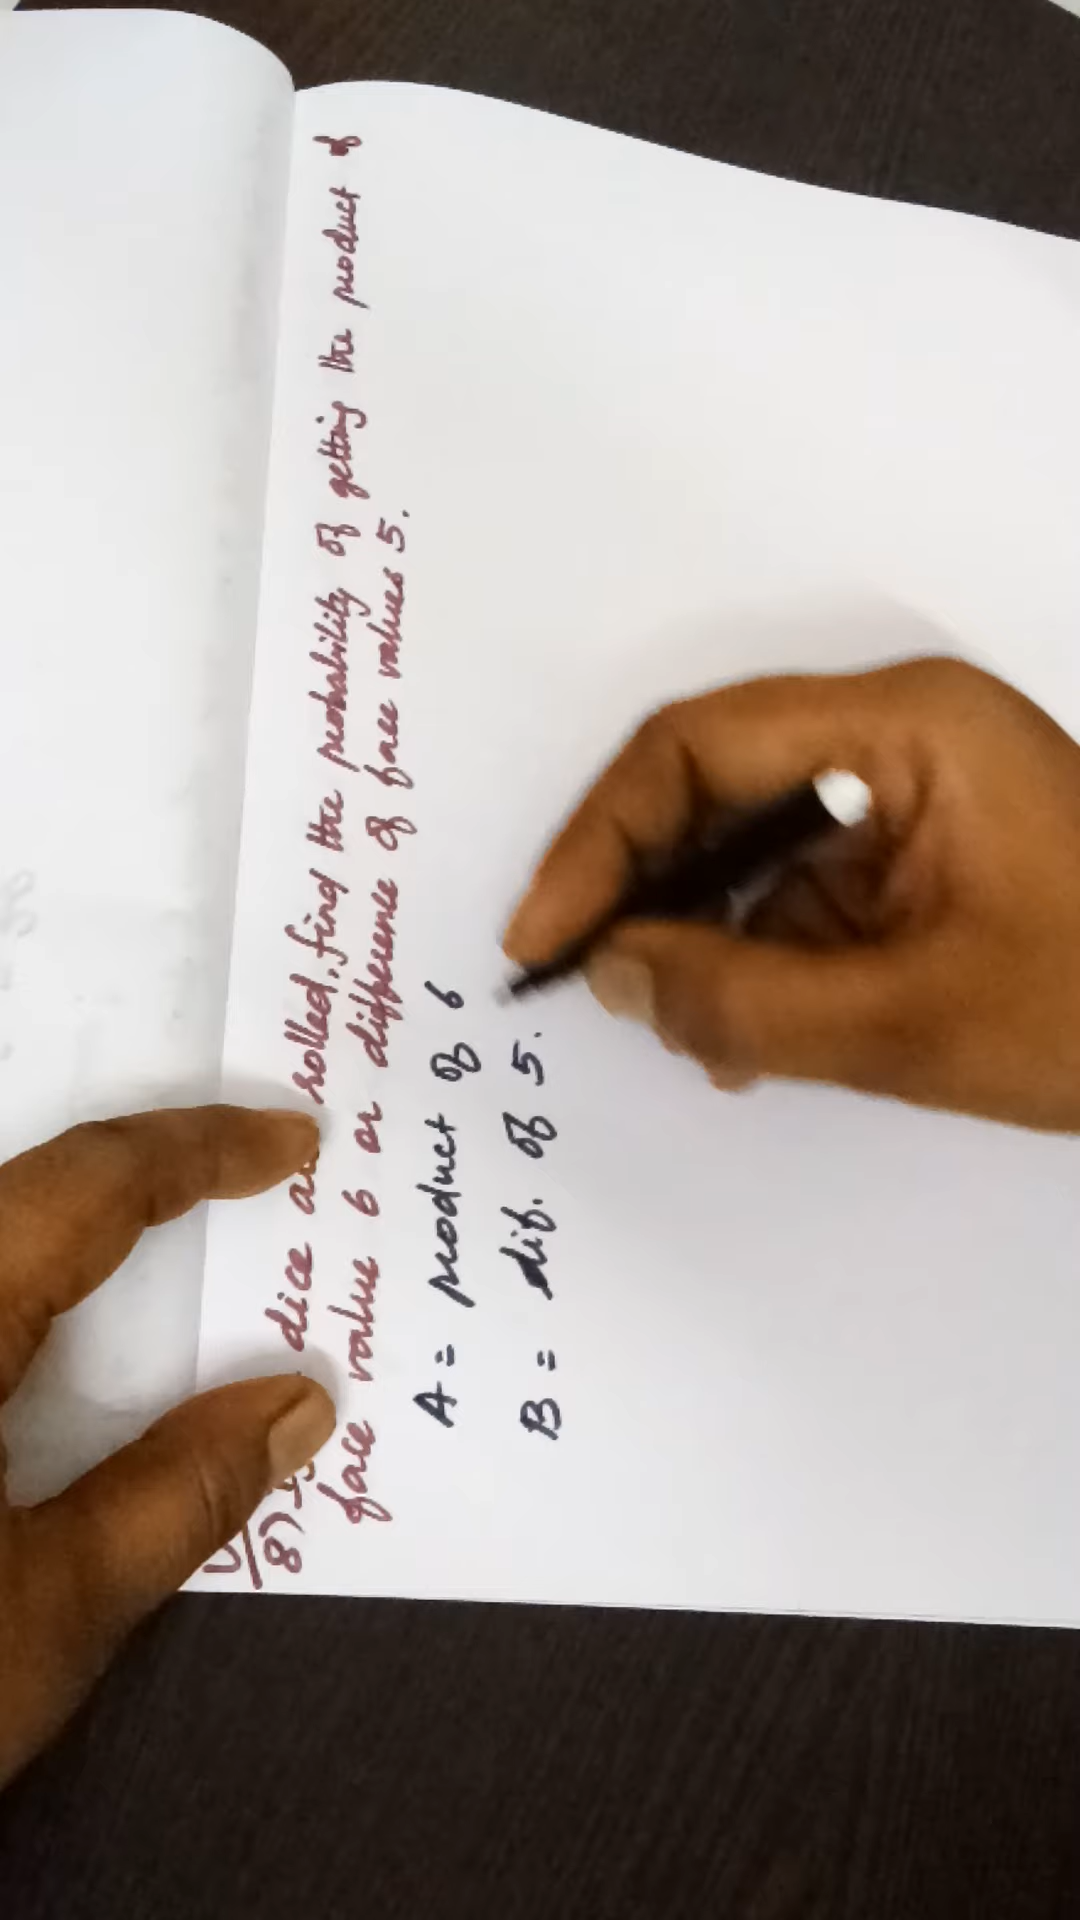 8) dice rolled, find the probability of getting the product of
face value 6 or difference of face values 5.
A = product of 6
B = dif. of 5.